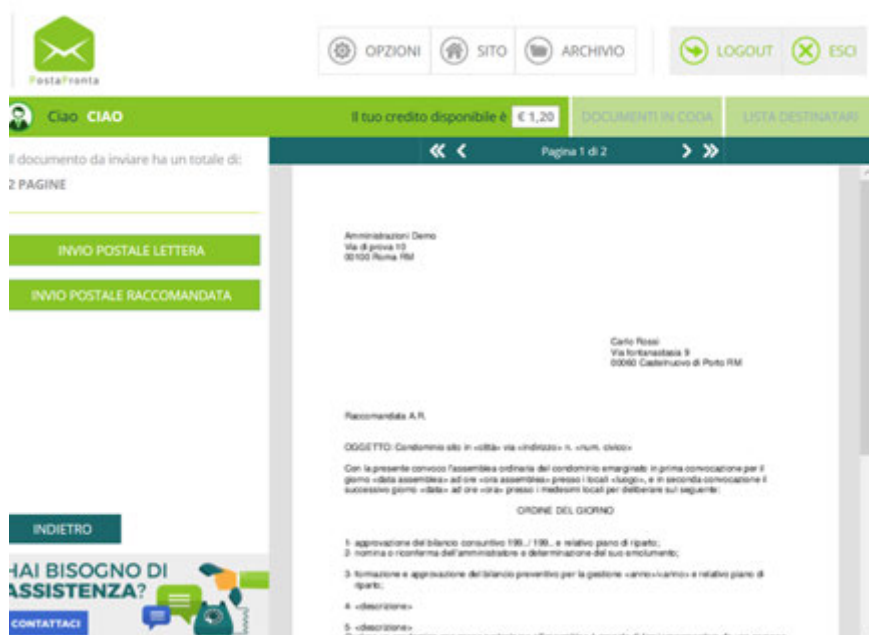 PostaPronta
OPZIONI
SITO
ARCHIVIO
LOGOUT
ESCI
Ciao CIAO
Il tuo credito disponibile è € 1,20
DOCUMENTI IN CODA
LISTA DESTINATARI
Il documento da inviare ha un totale di:
2 PAGINE
INVIO POSTALE LETTERA
INVIO POSTALE RACCOMANDATA
INDIETRO
HAI BISOGNO DI
ASSISTENZA?
CONTATTACI
Pagina 1 di 2
Amministrazioni Demo
Via di prova 10
00100 Roma RM
Carlo Rossi
Via fontanastasia 9
00060 Castelnuovo di Porto RM
Raccomandata A.R.
OGGETTO: Condominio sito in «città» via «indirizzo» n. «num. civico»
Con la presente convoco l'assemblea ordinaria del condominio emarginato in prima convocazione per il
giorno «data assemblea» ad ore «ora assemblea» presso i locali «luogo», e in seconda convocazione il
successivo giorno «data» ad ore «ora» presso i medesimi locali per deliberare sul seguente:
ORDINE DEL GIORNO
1- approvazione del bilancio consuntivo 199../ 199.. e relativo piano di riparto;
2- nomina o riconferma dell'amministratore e determinazione del suo emolumento;
3- formazione e approvazione del bilancio preventivo per la gestione «anno»/«anno» e relativo piano di
riparto;
4- «descrizione»
5- «descrizione»